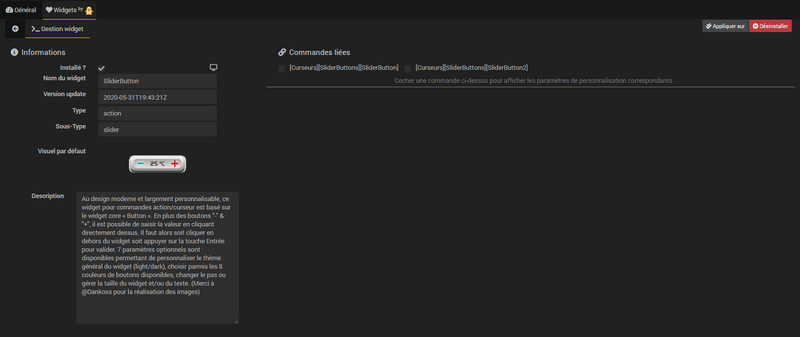 Général
Widgets by
Gestion widget
Appliquer sur
Désinstaller
Informations
Installé ?
Nom du widget
SliderButton
Version update
2020-05-31T19:43:21Z
Type
action
Sous-Type
slider
Visuel par défaut
25 °C
Description
Au design moderne et largement personnalisable, ce
widget pour commandes action/curseur est basé sur
le widget core « Button ». En plus des boutons "-" &
"+", il est possible de saisir la valeur en cliquant
directement dessus. Il faut alors soit cliquer en
dehors du widget soit appuyer sur la touche Entrée
pour valider. 7 paramètres optionnels sont
disponibles permettant de personnaliser le thème
général du widget (light/dark), choisir parmis les 8
couleurs de boutons disponibles, changer le pas ou
gérer la taille du widget et/ou du texte. (Merci à
@Dankoss pour la réalisation des images)
Commandes liées
[Curseurs][SliderButtons][SliderButton]
[Curseurs][SliderButtons][SliderButton2]
Cocher une commande ci-dessus pour afficher les paramètres de personnalisation correspondants.